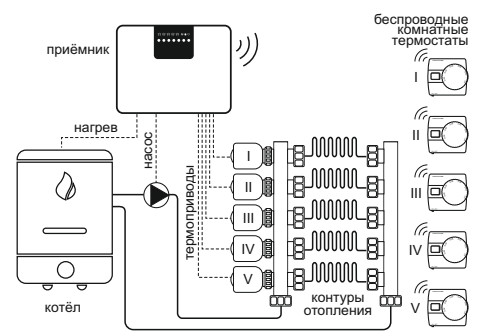 беспроводные
комнатные
термостаты
приёмник
I
II
III
IV
V
нагрев
насос
термоприводы
I
II
III
IV
V
котёл
контуры
отопления